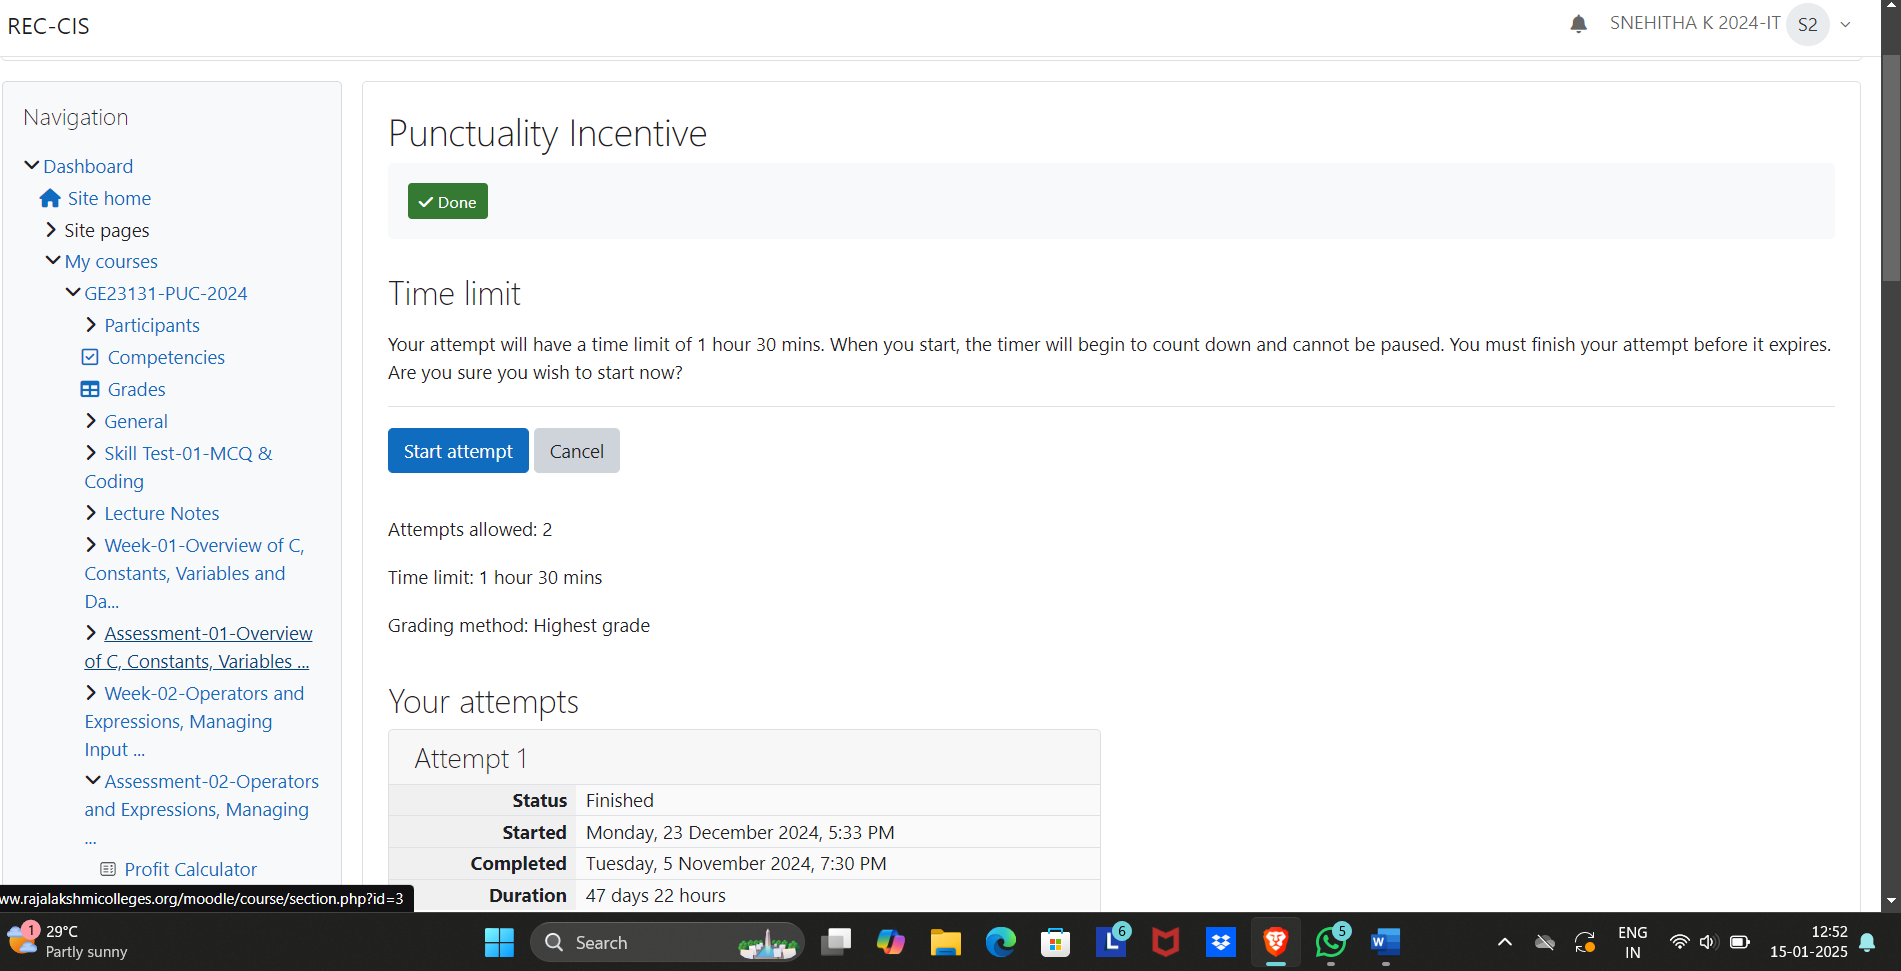 REC-CIS
SNEHITHA K 2024-IT
S2
Navigation
Dashboard
Site home
Site pages
My courses
GE23131-PUC-2024
Participants
Competencies
Grades
General
Skill Test-01-MCQ &
Coding
Lecture Notes
Week-01-Overview of C,
Constants, Variables and
Da...
Assessment-01-Overview
of C, Constants, Variables ...
Week-02-Operators and
Expressions, Managing
Input ...
Assessment-02-Operators
and Expressions, Managing
...
Profit Calculator
ww.rajalakshmicolleges.org/moodle/course/section.php?id=3
Punctuality Incentive
Done
Time limit
Your attempt will have a time limit of 1 hour 30 mins. When you start, the timer will begin to count down and cannot be paused. You must finish your attempt before it expires.
Are you sure you wish to start now?
Start attempt
Cancel
Attempts allowed: 2
Time limit: 1 hour 30 mins
Grading method: Highest grade
Your attempts
Attempt 1
Status Finished
Started Monday, 23 December 2024, 5:33 PM
Completed Tuesday, 5 November 2024, 7:30 PM
Duration 47 days 22 hours
1
29°C
Partly sunny
Search
L
6
5
W
ENG
IN
12:52
15-01-2025